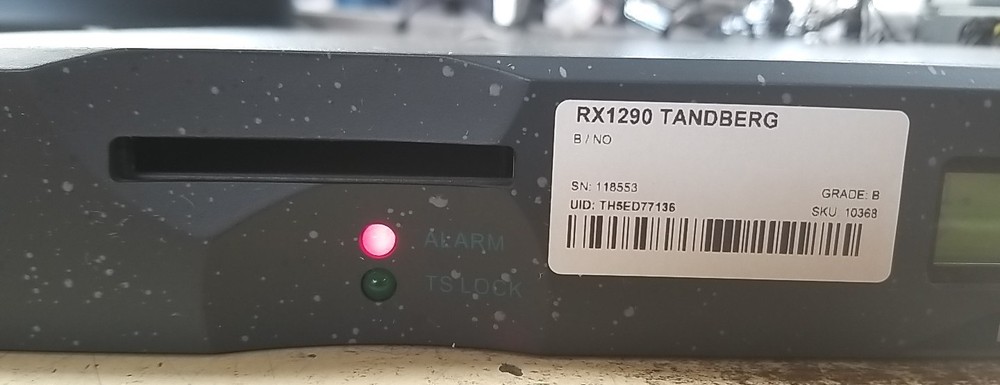 RX1290 TANDBERG
B / NO
SN: 118553
GRADE: B
UID: TH5ED77136
SKU 10368
ALARM
TS LOCK